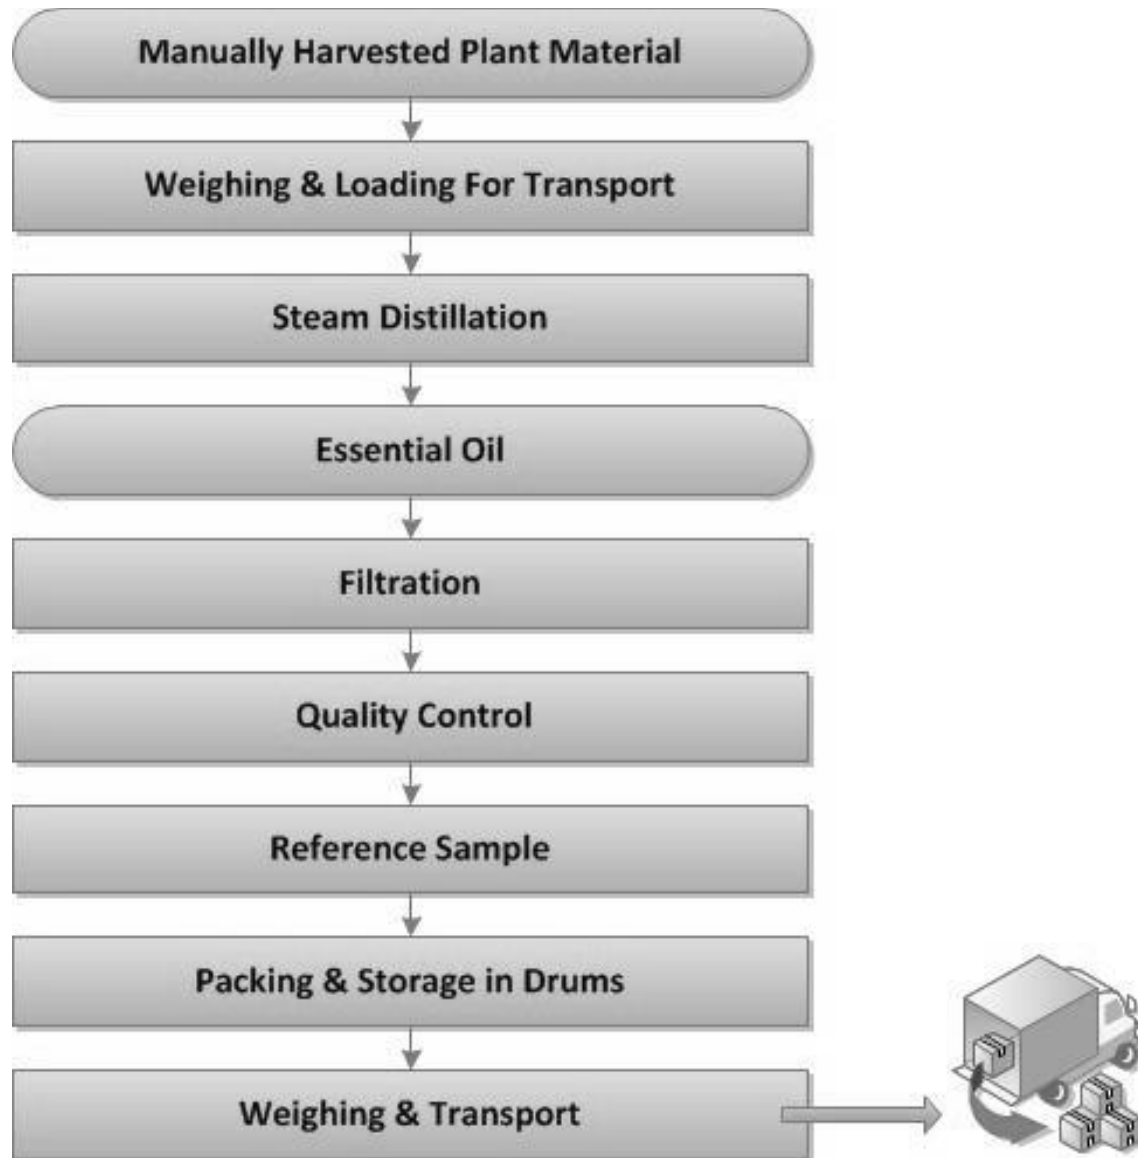 Manually Harvested Plant Material
Weighing & Loading For Transport
Steam Distillation
Essential Oil
Filtration
Quality Control
Reference Sample
Packing & Storage in Drums
Weighing & Transport